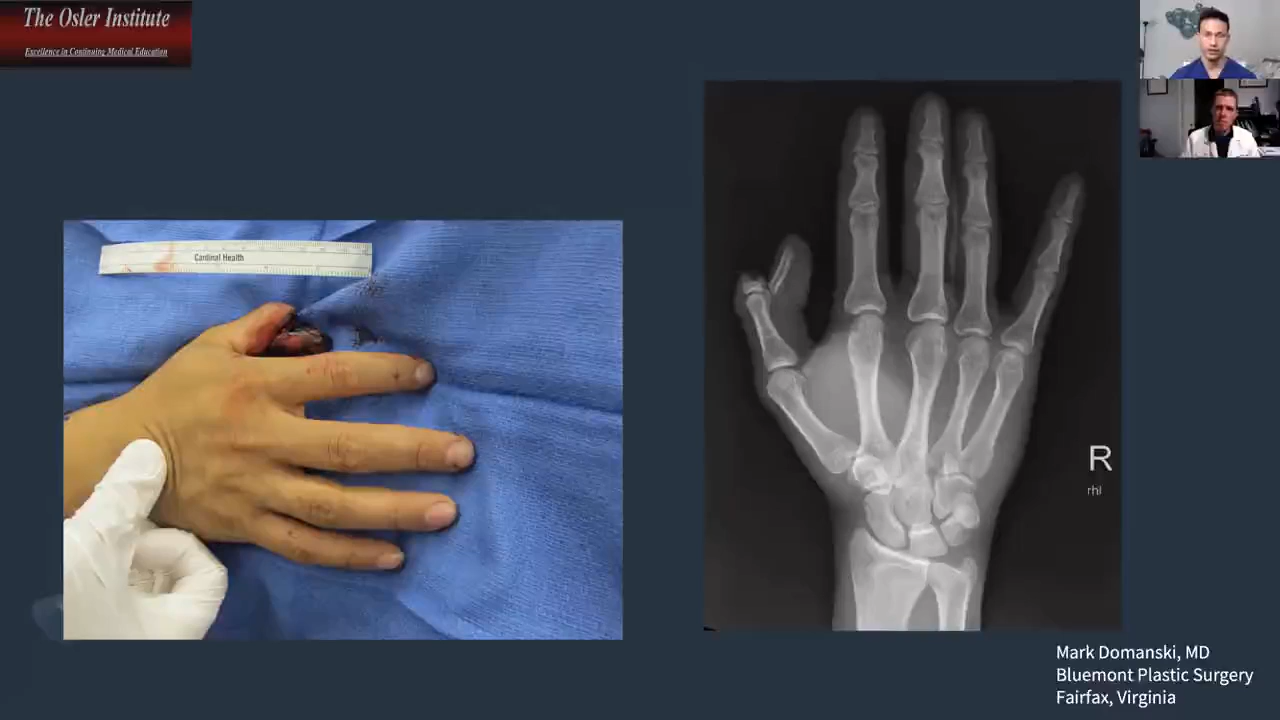 The Osler Institute
Excellence in Continuing Medical Education
Cardinal Health
R
rhl
Mark Domanski, MD
Bluemont Plastic Surgery
Fairfax, Virginia